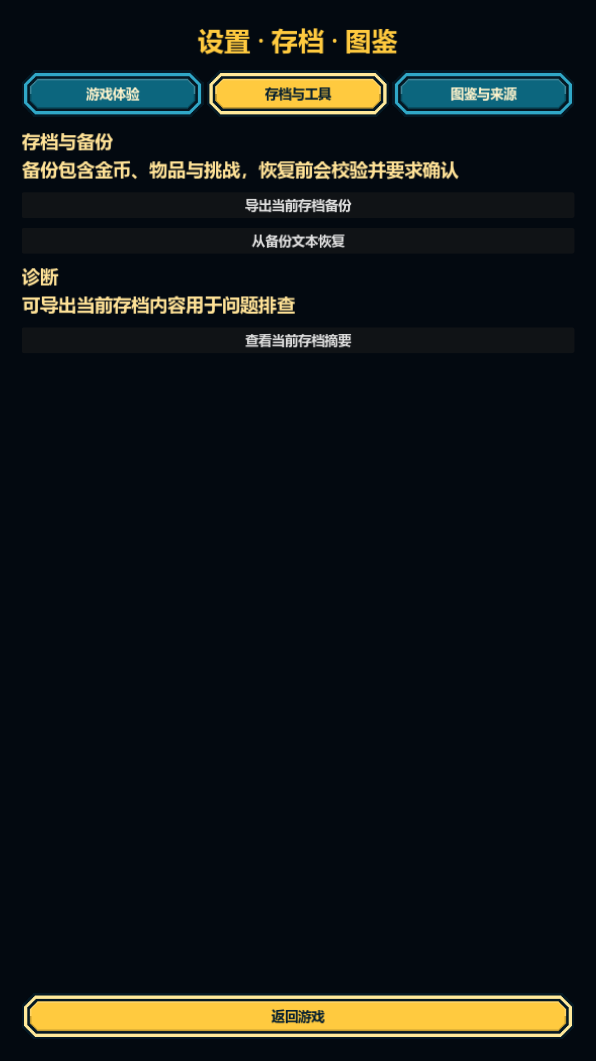 设置 · 存档 · 图鉴
游戏体验
存档与工具
图鉴与来源
存档与备份
备份包含金币、物品与挑战，恢复前会校验并要求确认
导出当前存档备份
从备份文本恢复
诊断
可导出当前存档内容用于问题排查
查看当前存档摘要
返回游戏